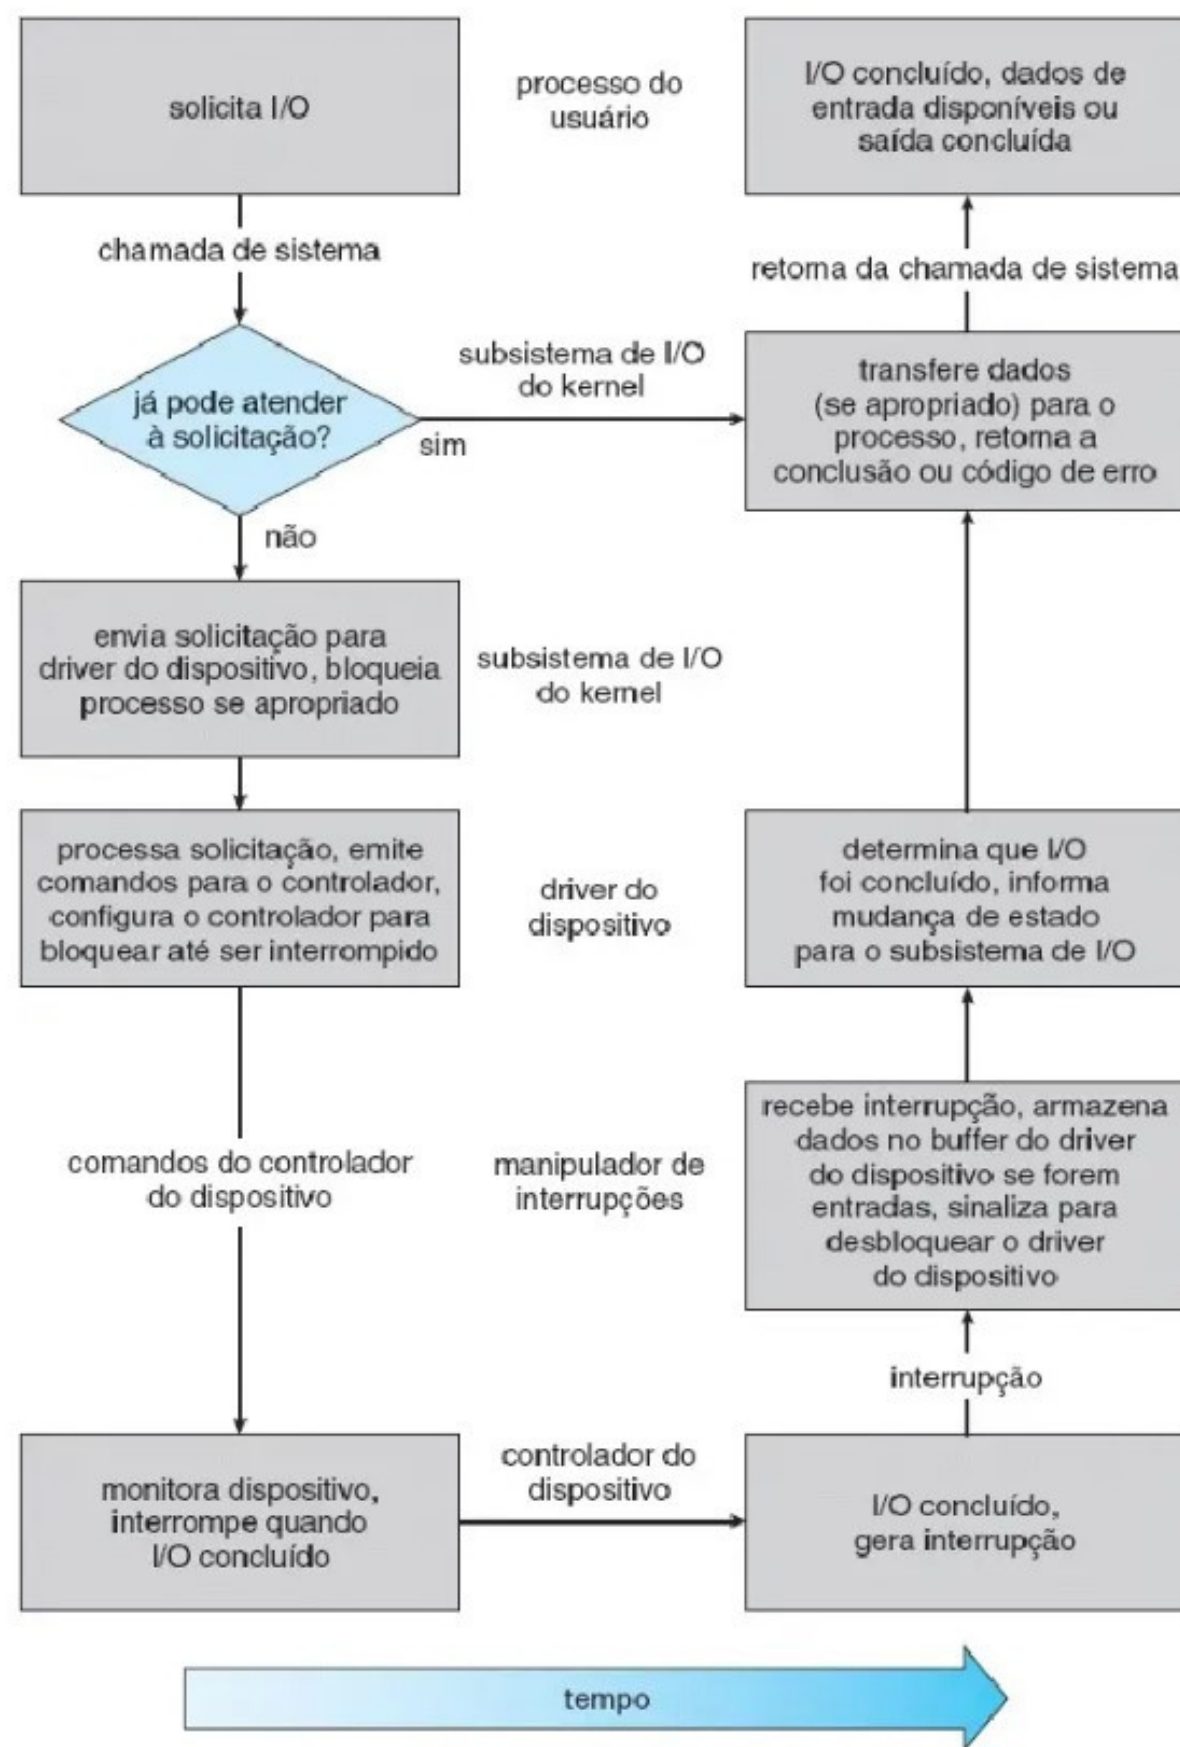 solicita I/O
processo do
usuário
I/O concluído, dados de
entrada disponíveis ou
saída concluída
chamada de sistema
retorna da chamada de sistema
já pode atender
à solicitação?
subsistema de I/O
do kernel
sim
transfere dados
(se apropriado) para o
processo, retorna a
conclusão ou código de erro
não
envia solicitação para
driver do dispositivo, bloqueia
processo se apropriado
subsistema de I/O
do kernel
processa solicitação, emite
comandos para o controlador,
configura o controlador para
bloquear até ser interrompido
driver do
dispositivo
determina que I/O
foi concluído, informa
mudança de estado
para o subsistema de I/O
comandos do controlador
do dispositivo
manipulador de
interrupções
recebe interrupção, armazena
dados no buffer do driver
do dispositivo se forem
entradas, sinaliza para
desbloquear o driver
do dispositivo
interrupção
monitora dispositivo,
interrompe quando
I/O concluído
controlador do
dispositivo
I/O concluído,
gera interrupção
tempo